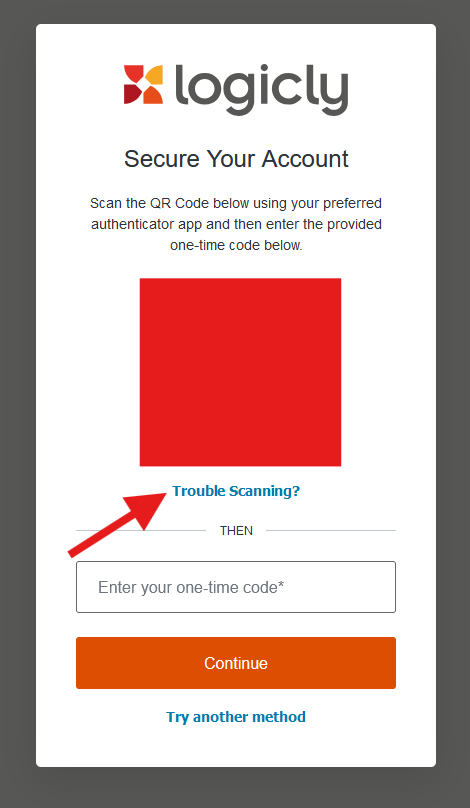 logicly
Secure Your Account
Scan the QR Code below using your preferred
authenticator app and then enter the provided
one-time code below.
Trouble Scanning?
THEN
Enter your one-time code*
Continue
Try another method